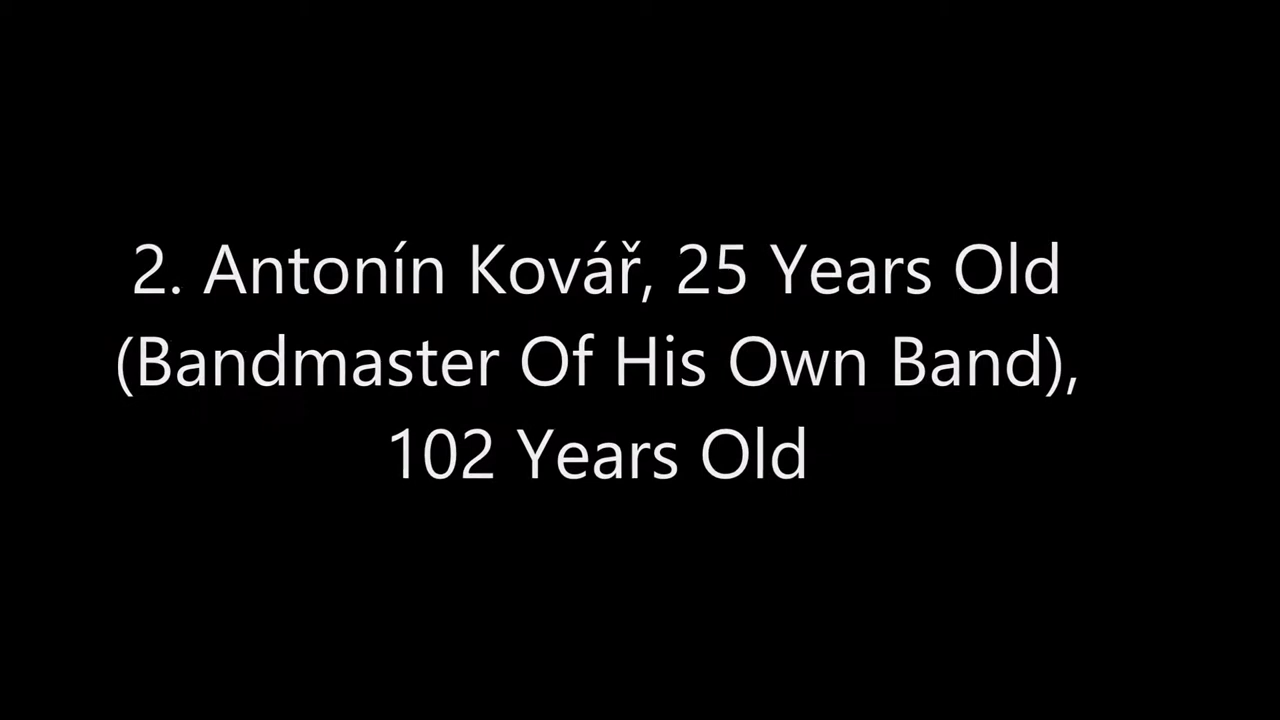 2. Antonín Kovář, 25 Years Old
(Bandmaster Of His Own Band),
102 Years Old